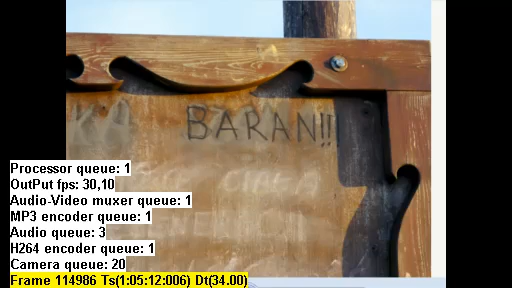 BARAN!!!
Processor queue: 1
OutPut fps: 30,10
Audio-Video muxer queue: 1
MP3 encoder queue: 1
Audio queue: 3
H264 encoder queue: 1
Camera queue: 20
Frame 114986 Ts(1:05:12:006) Dt(34.00)